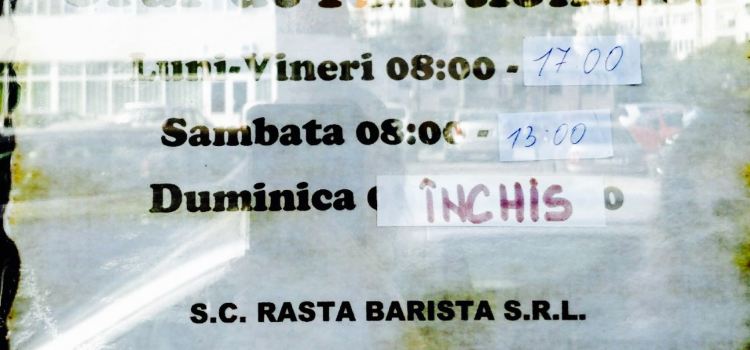 Luni-Vineri 08:00 - 17 00
Sambata 08:00 - 13:00
Duminica ÎNCHIS
S.C. RASTA BARISTA S.R.L.